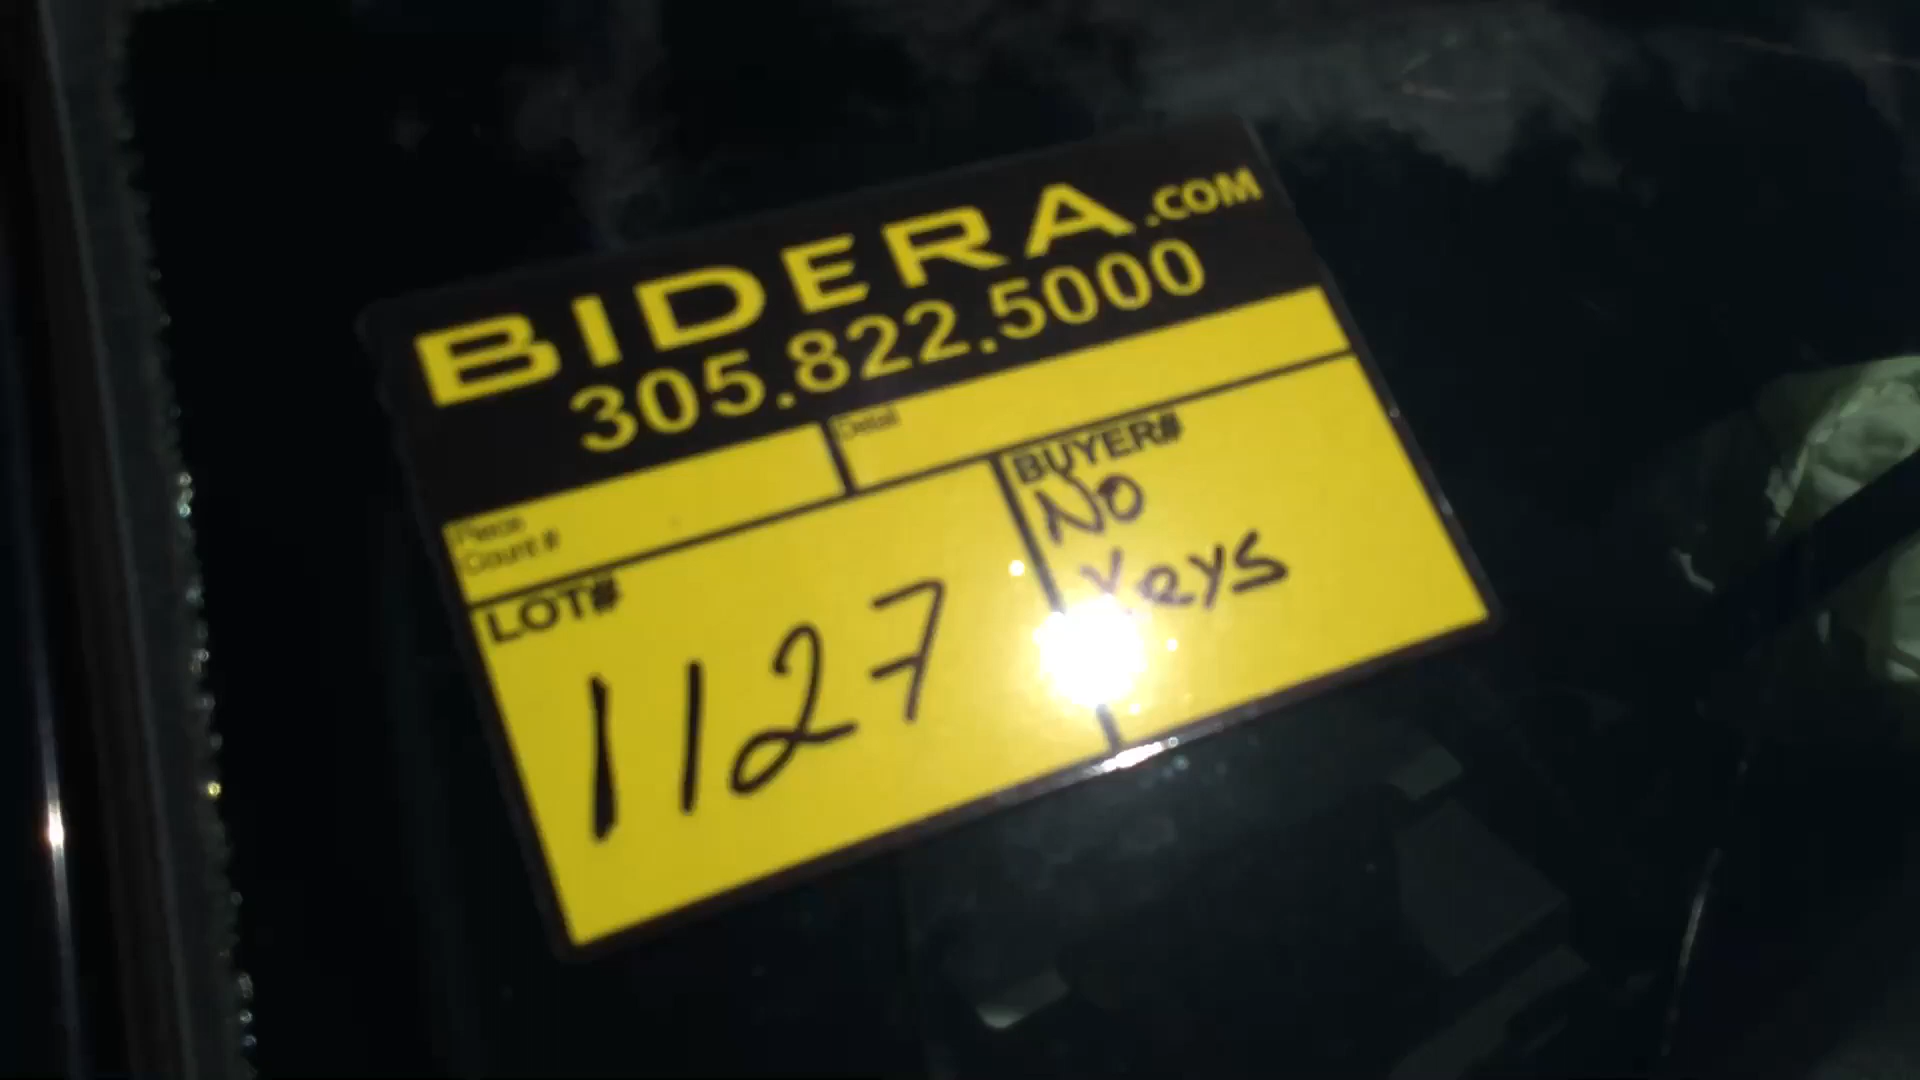 BIDERA.COM
305.822.5000
Piece
Count #
Detail
LOT#
1127
BUYER#
No
Keys